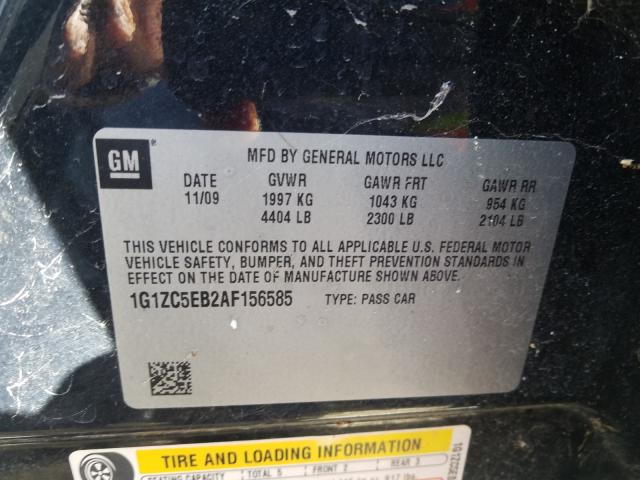 GM
MFD BY GENERAL MOTORS LLC
DATE GVWR GAWR FRT GAWR RR
11/09 1997 KG 1043 KG 954 KG
4404 LB 2300 LB 2104 LB
THIS VEHICLE CONFORMS TO ALL APPLICABLE U.S. FEDERAL MOTOR
VEHICLE SAFETY, BUMPER, AND THEFT PREVENTION STANDARDS IN
EFFECT ON THE DATE OF MANUFACTURE SHOWN ABOVE.
1G1ZC5EB2AF156585 TYPE: PASS CAR
TIRE AND LOADING INFORMATION
SEATING CAPACITY TOTAL 5 FRONT 2 REAR 3